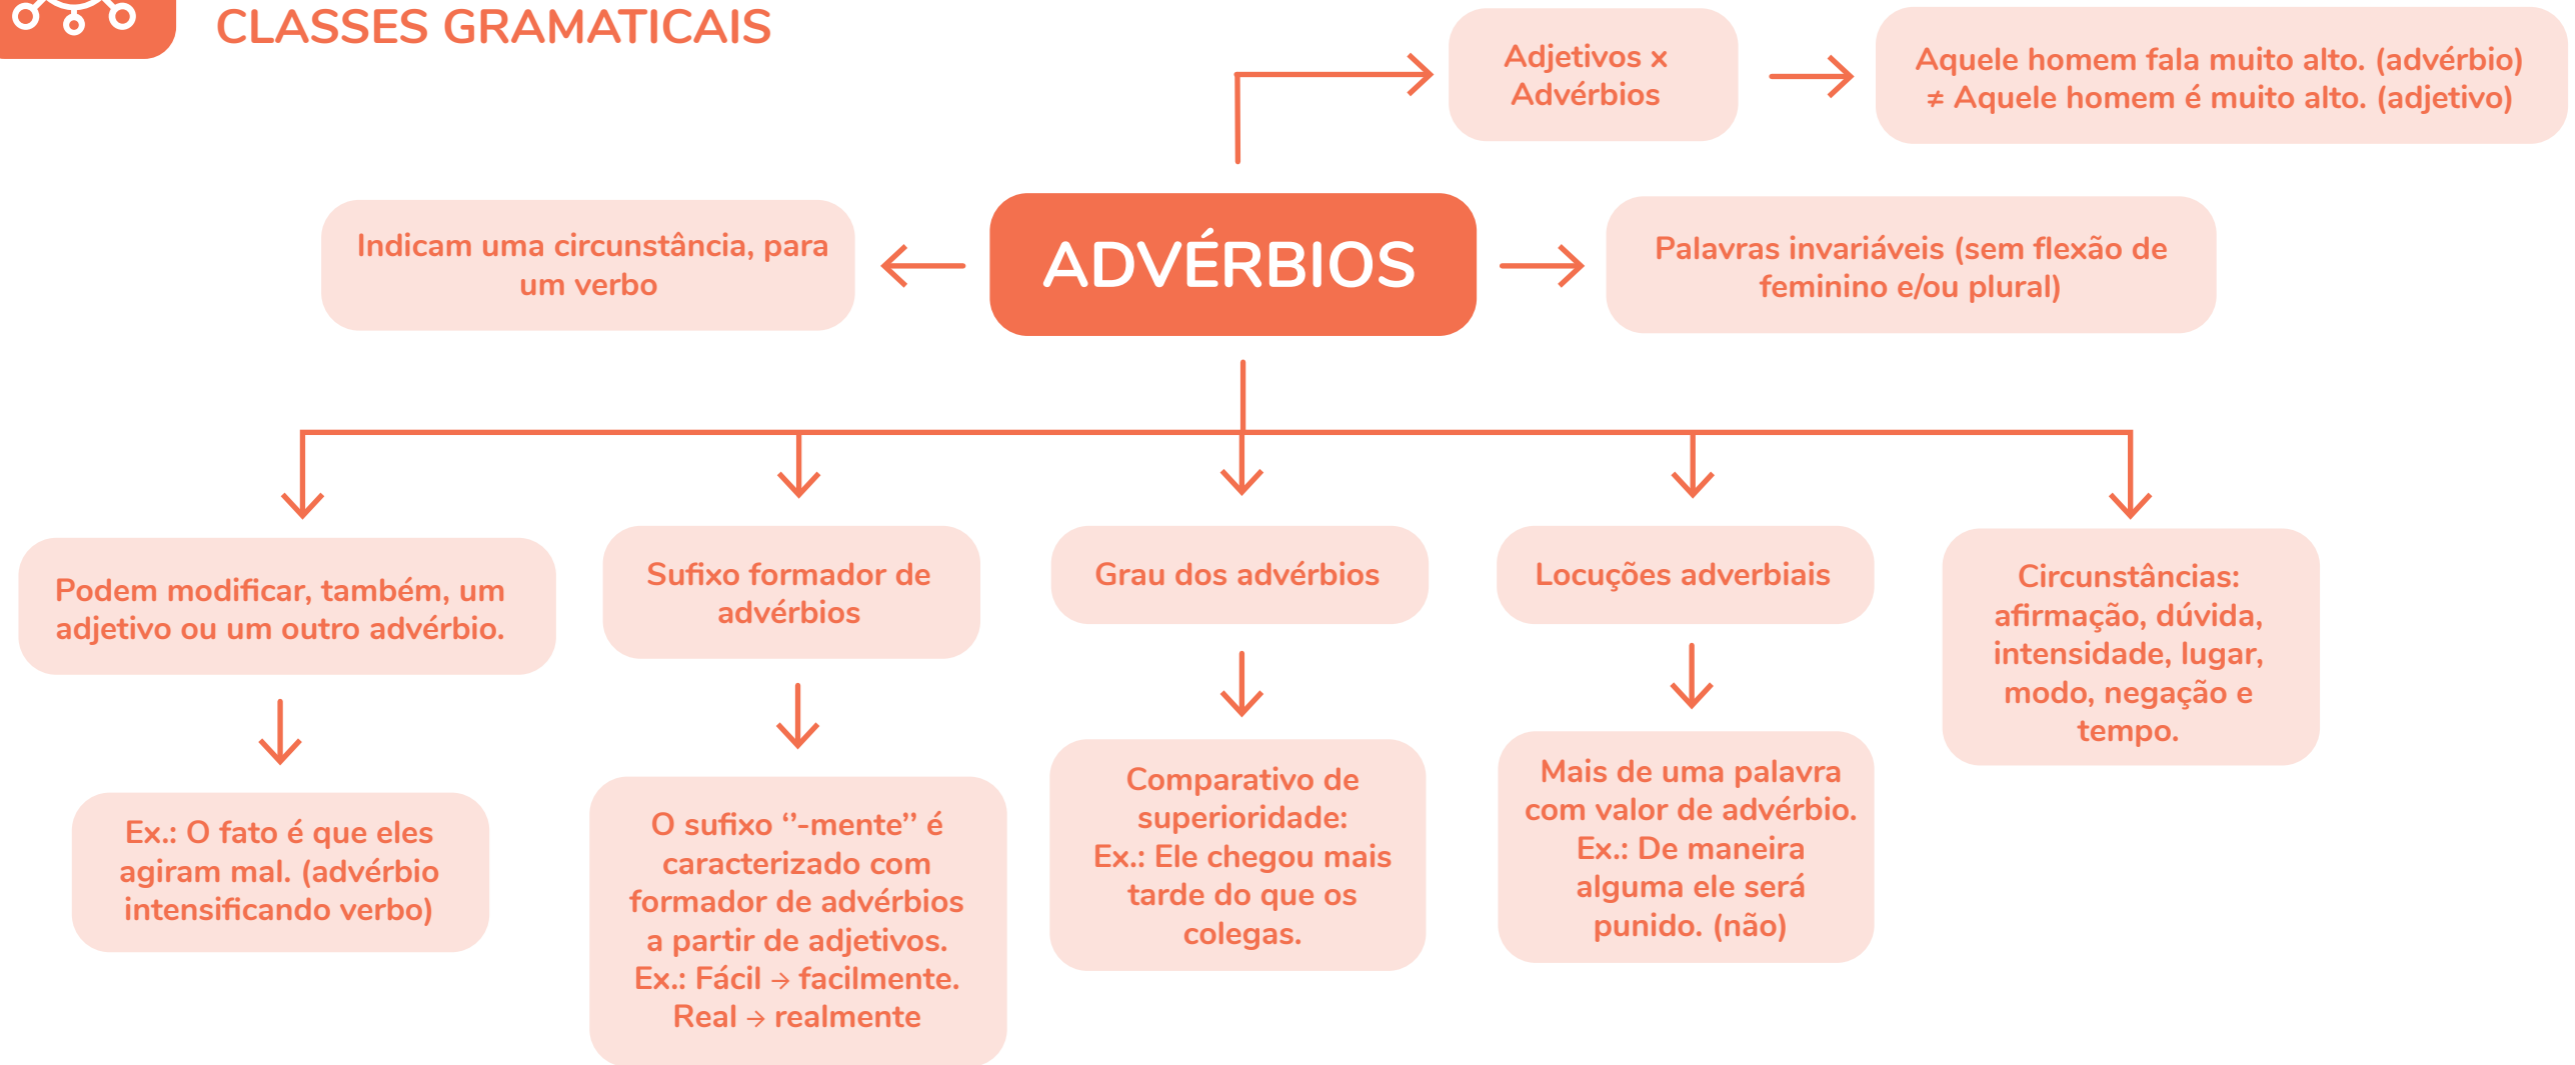 CLASSES GRAMATICAIS
Adjetivos x
Advérbios
Aquele homem fala muito alto. (advérbio)
≠ Aquele homem é muito alto. (adjetivo)
Indicam uma circunstância, para
um verbo
ADVÉRBIOS
Palavras invariáveis (sem flexão de
feminino e/ou plural)
Podem modificar, também, um
adjetivo ou um outro advérbio.
Ex.: O fato é que eles
agiram mal. (advérbio
intensificando verbo)
Sufixo formador de
advérbios
O sufixo ‘’-mente’’ é
caracterizado com
formador de advérbios
a partir de adjetivos.
Ex.: Fácil → facilmente.
Real → realmente
Grau dos advérbios
Comparativo de
superioridade:
Ex.: Ele chegou mais
tarde do que os
colegas.
Locuções adverbiais
Mais de uma palavra
com valor de advérbio.
Ex.: De maneira
alguma ele será
punido. (não)
Circunstâncias:
afirmação, dúvida,
intensidade, lugar,
modo, negação e
tempo.